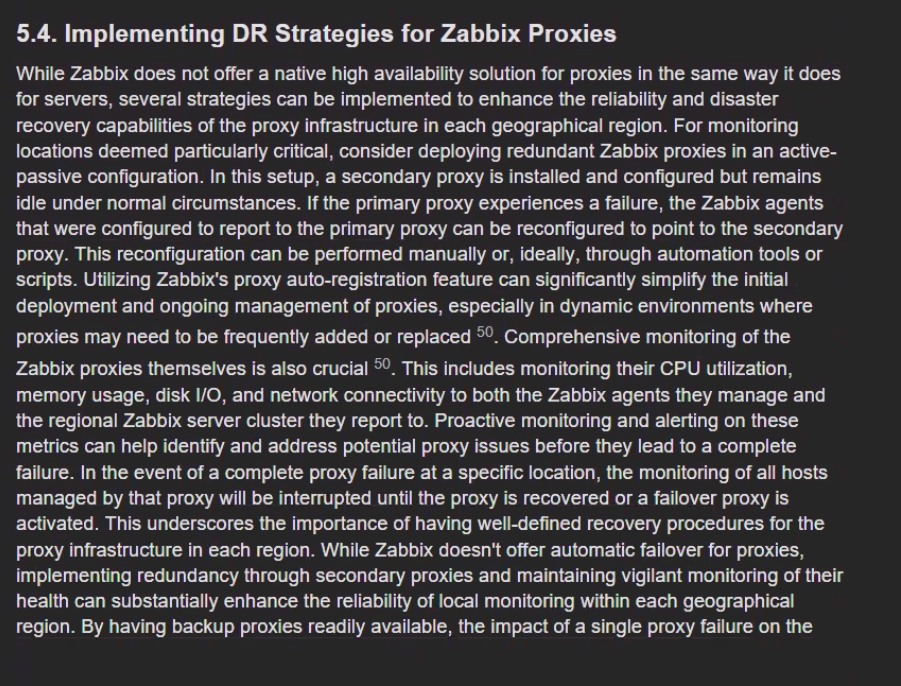 5.4. Implementing DR Strategies for Zabbix Proxies
While Zabbix does not offer a native high availability solution for proxies in the same way it does
for servers, several strategies can be implemented to enhance the reliability and disaster
recovery capabilities of the proxy infrastructure in each geographical region. For monitoring
locations deemed particularly critical, consider deploying redundant Zabbix proxies in an active-
passive configuration. In this setup, a secondary proxy is installed and configured but remains
idle under normal circumstances. If the primary proxy experiences a failure, the Zabbix agents
that were configured to report to the primary proxy can be reconfigured to point to the secondary
proxy. This reconfiguration can be performed manually or, ideally, through automation tools or
scripts. Utilizing Zabbix's proxy auto-registration feature can significantly simplify the initial
deployment and ongoing management of proxies, especially in dynamic environments where
proxies may need to be frequently added or replaced 50. Comprehensive monitoring of the
Zabbix proxies themselves is also crucial 50. This includes monitoring their CPU utilization,
memory usage, disk I/O, and network connectivity to both the Zabbix agents they manage and
the regional Zabbix server cluster they report to. Proactive monitoring and alerting on these
metrics can help identify and address potential proxy issues before they lead to a complete
failure. In the event of a complete proxy failure at a specific location, the monitoring of all hosts
managed by that proxy will be interrupted until the proxy is recovered or a failover proxy is
activated. This underscores the importance of having well-defined recovery procedures for the
proxy infrastructure in each region. While Zabbix doesn't offer automatic failover for proxies,
implementing redundancy through secondary proxies and maintaining vigilant monitoring of their
health can substantially enhance the reliability of local monitoring within each geographical
region. By having backup proxies readily available, the impact of a single proxy failure on the